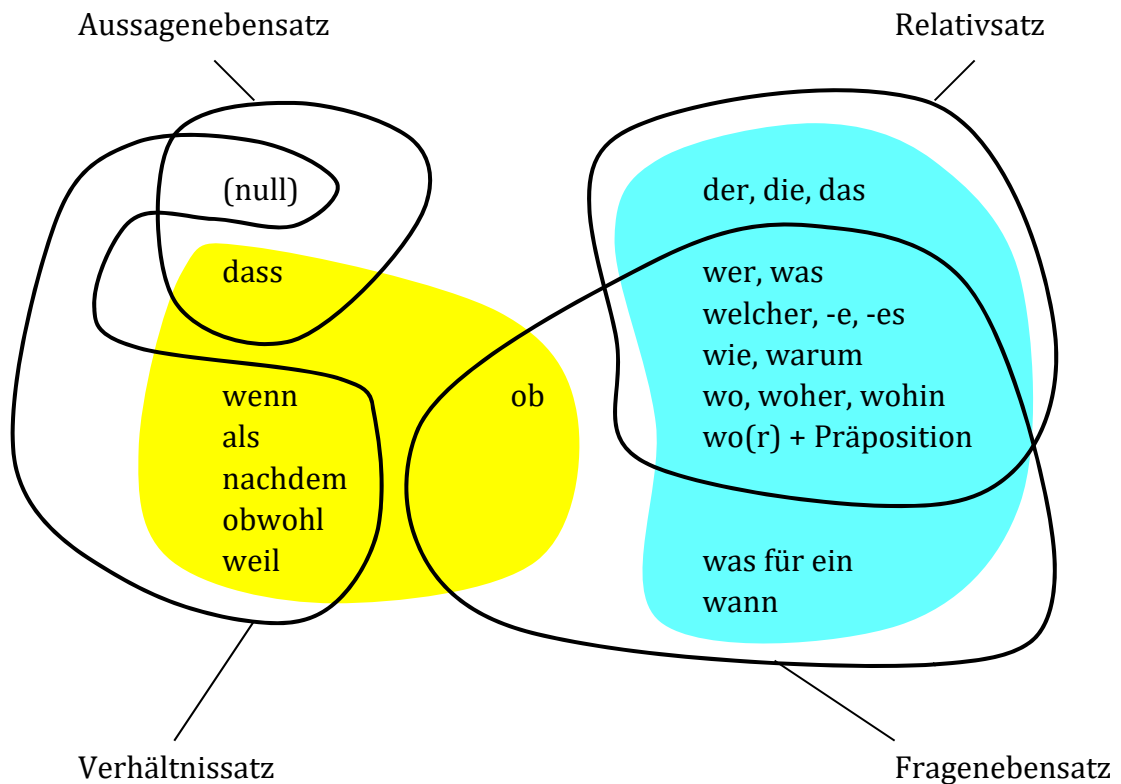 Aussagenebensatz
Relativsatz
(null)
der, die, das
dass
wer, was
welcher, -e, -es
wie, warum
wenn
ob
wo, woher, wohin
als
wo(r) + Präposition
nachdem
obwohl
weil
was für ein
wann
Verhältnissatz
Fragenebensatz